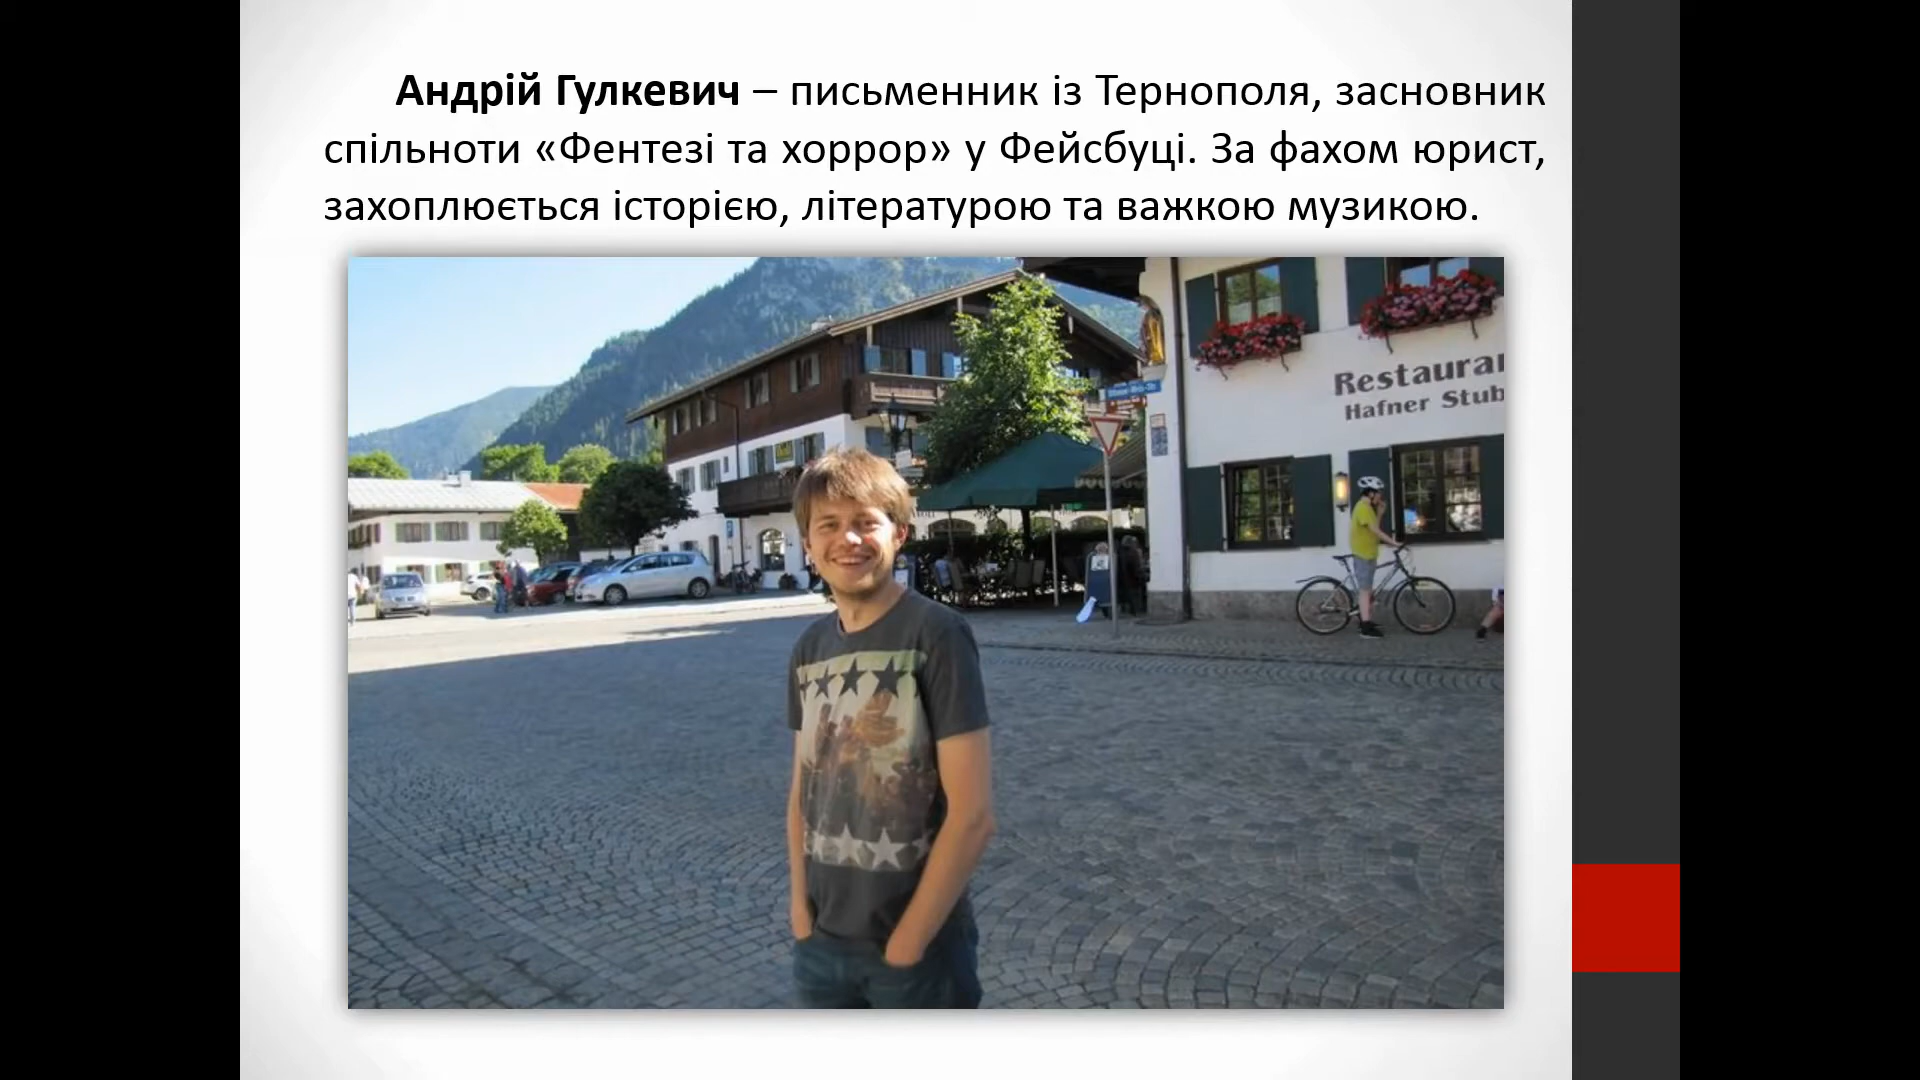 Андрій Гулкевич – письменник із Тернополя, засновник
спільноти «Фентезі та хоррор» у Фейсбуці. За фахом юрист,
захоплюється історією, літературою та важкою музикою.
Restauran
Hafner Stub